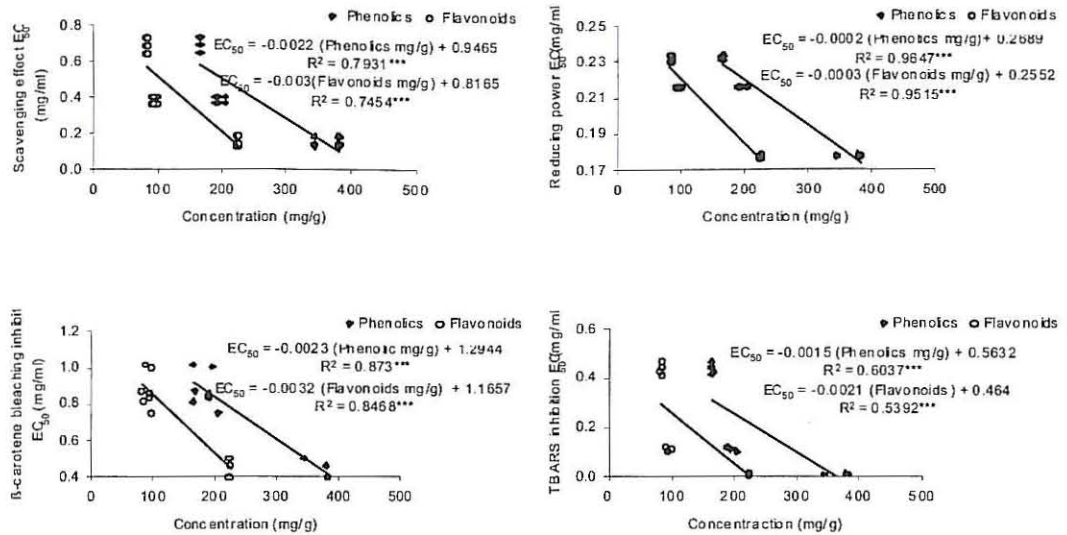 Phenolics Flavonoids
Scavenging effect EC50
(mg/ml)
0.8
0.6
0.4
0.2
0.0
EC50 = -0.0022 (Phenolics mg/g) + 0.9465
R2 = 0.7931***
EC50 = -0.003(Flavonoids mg/g) + 0.8165
R2 = 0.7454***
0 100 200 300 400 500
Concentration (mg/g)
Phenolics Flavonoids
Reducing power EC50(mg/ml
0.25
0.23
0.21
0.19
0.17
EC50 = -0.0002 (Phenolics mg/g)+ 0.2689
R2 = 0.9647***
EC50 = -0.0003 (Flavonoids mg/g) + 0.2552
R2 = 0.9515***
0 100 200 300 400 500
Concentration (mg/g)
Phenolics Flavonoids
ß-carotene bleaching inhibit
EC50 (mg/ml)
1.2
1.0
0.8
0.6
0.4
EC50 = -0.0023 (Phenolic mg/g) + 1.2944
R2 = 0.873***
EC50 = -0.0032 (Flavonoids mg/g) + 1.1657
R2 = 0.8468***
0 100 200 300 400 500
Concentration (mg/g)
Phenolics Flavonoids
TBARS inhibition EC50(mg/ml
0.6
0.4
0.2
0.0
EC50 = -0.0015 (Phenolics mg/g) + 0.5632
R2 = 0.6037***
EC50 = -0.0021 (Flavonoids ) + 0.464
R2 = 0.5392***
0 100 200 300 400 500
Concentraction (mg/g)